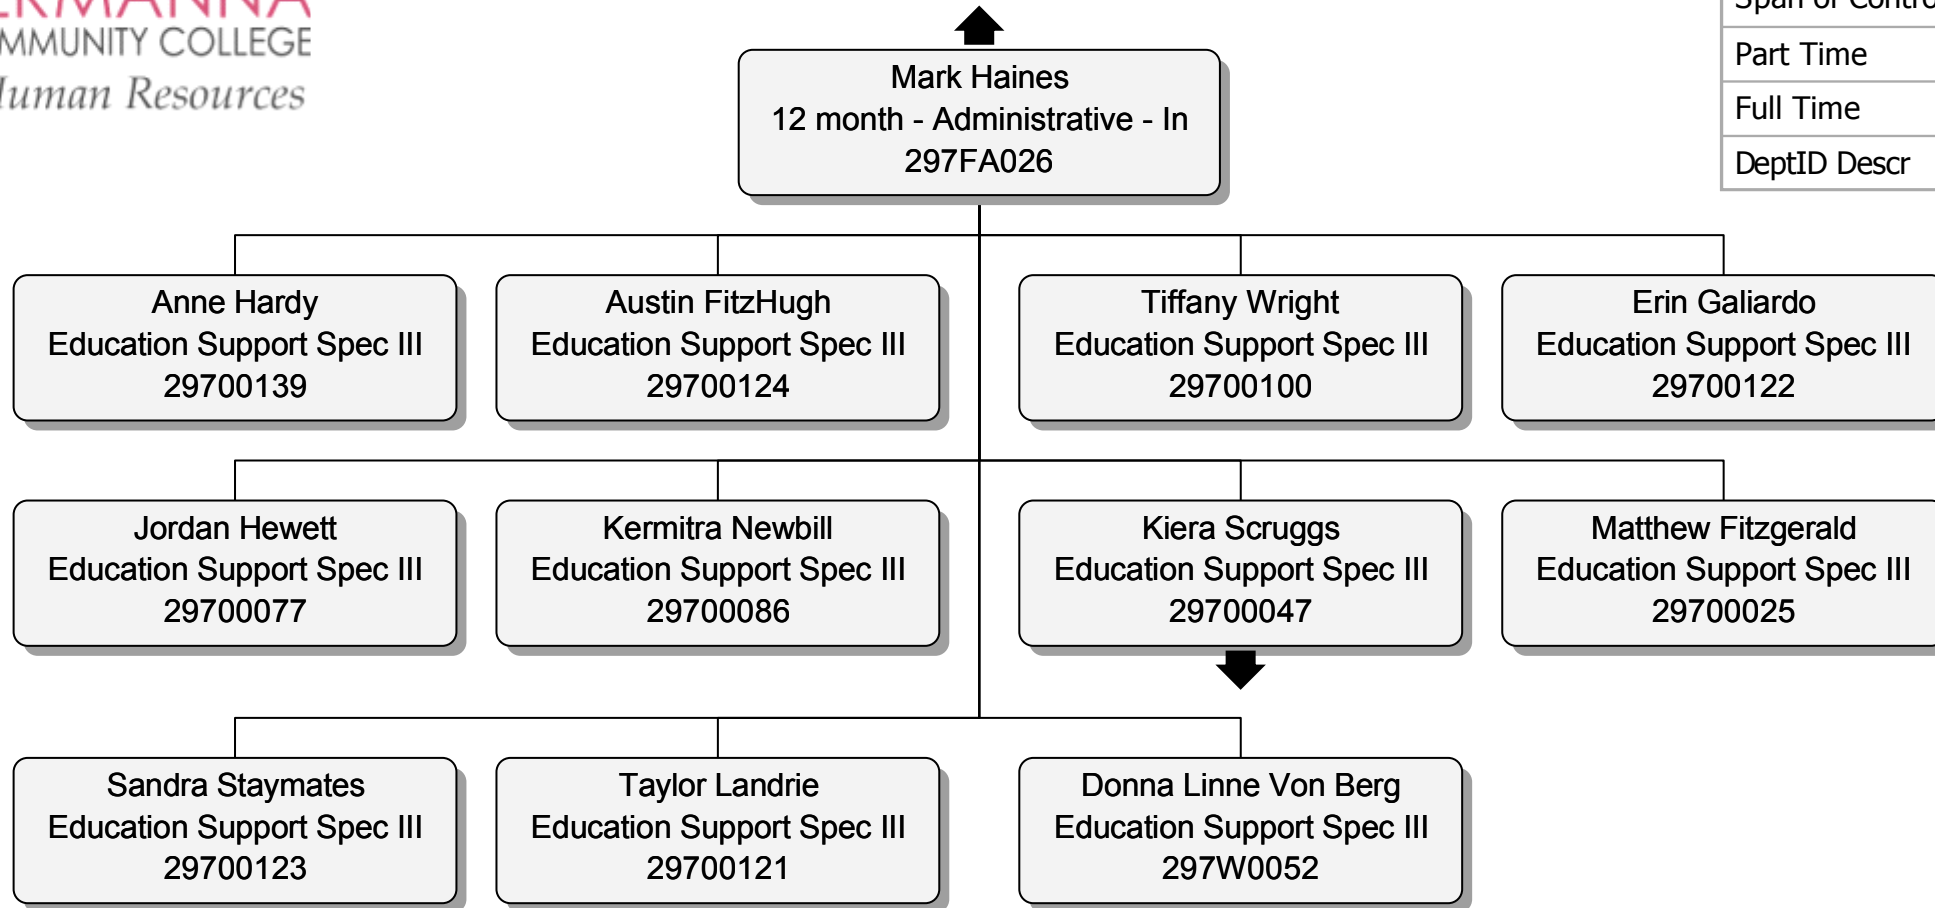 ERMANNA
MMUNITY COLLEGE
Human Resources
Span of Contro
Part Time
Full Time
DeptID Descr
Mark Haines
12 month - Administrative - In
297FA026
Anne Hardy
Education Support Spec III
29700139
Austin FitzHugh
Education Support Spec III
29700124
Tiffany Wright
Education Support Spec III
29700100
Erin Galiardo
Education Support Spec III
29700122
Jordan Hewett
Education Support Spec III
29700077
Kermitra Newbill
Education Support Spec III
29700086
Kiera Scruggs
Education Support Spec III
29700047
Matthew Fitzgerald
Education Support Spec III
29700025
Sandra Staymates
Education Support Spec III
29700123
Taylor Landrie
Education Support Spec III
29700121
Donna Linne Von Berg
Education Support Spec III
297W0052